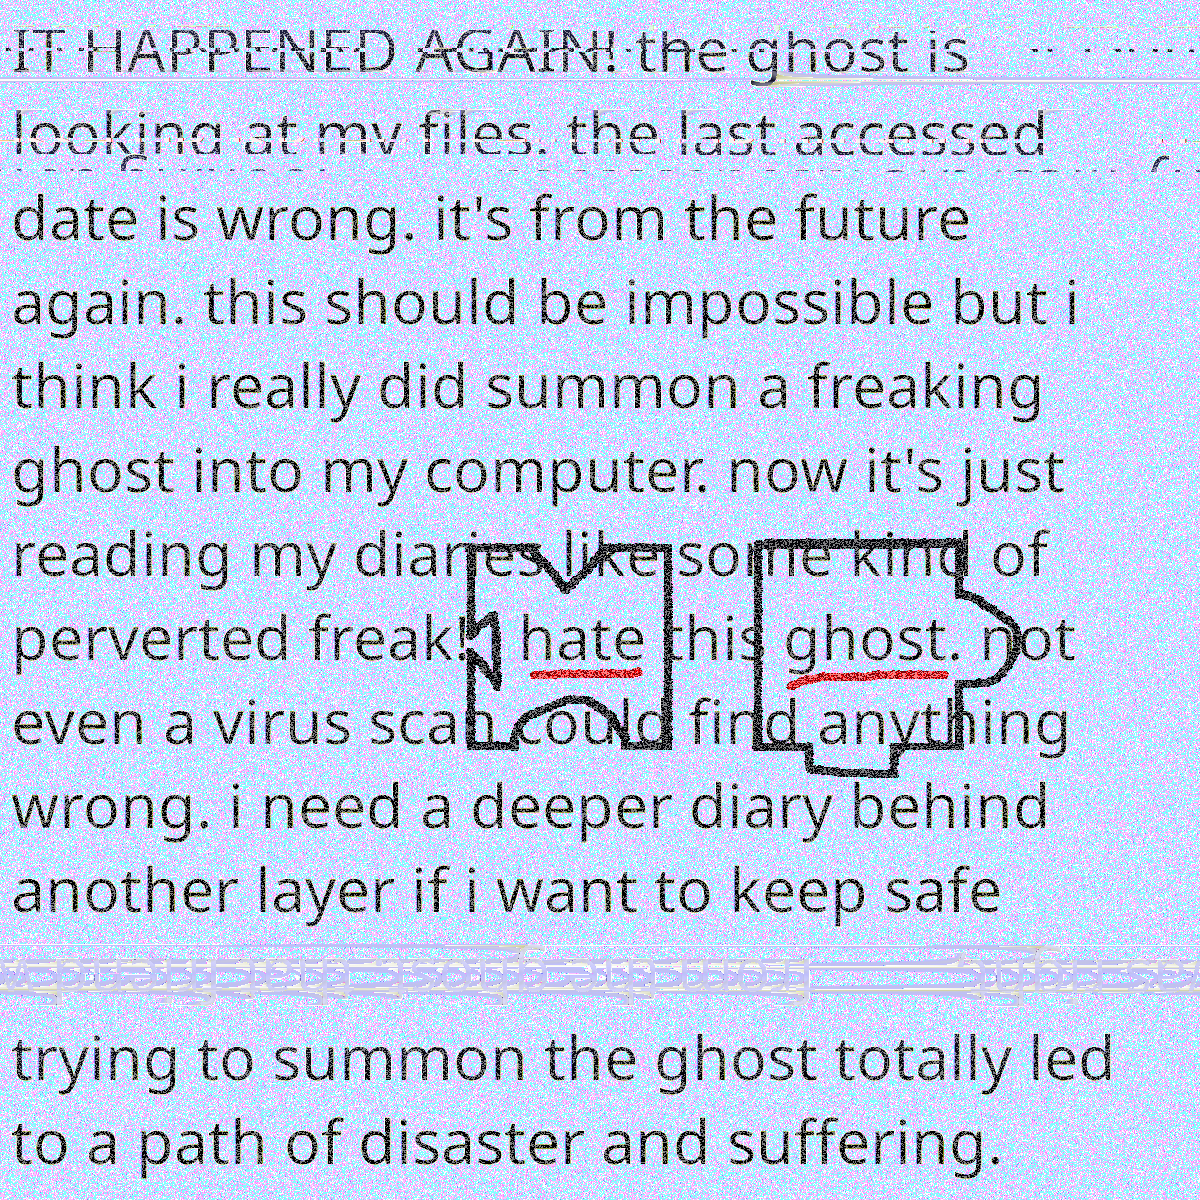 IT HAPPENED AGAIN! the ghost is
looking at my files. the last accessed
date is wrong. it's from the future
again. this should be impossible but i
think i really did summon a freaking
ghost into my computer. now it's just
reading my diaries like some kind of
perverted freak! hate this ghost. not
even a virus scan could find anything
wrong. i need a deeper diary behind
another layer if i want to keep safe
trying to summon the ghost totally led
to a path of disaster and suffering.